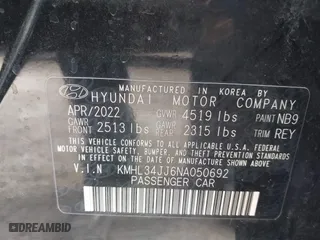 MANUFACTURED IN KOREA BY
HYUNDAI MOTOR COMPANY
APR/2022 GVWR 4519 lbs PAINT NB9
GAWR FRONT 2513 lbs GAWR REAR 2315 lbs TRIM REY
THIS VEHICLE CONFORMS TO ALL APPLICABLE
U.S. FEDERAL MOTOR VEHICLE SAFETY, BUMPER, AND
THEFT PREVENTION STANDARDS IN EFFECT ON THE
DATE OF MANUFACTURE SHOWN ABOVE.
V.I.N KMHL34JJ6NA050692
PASSENGER CAR